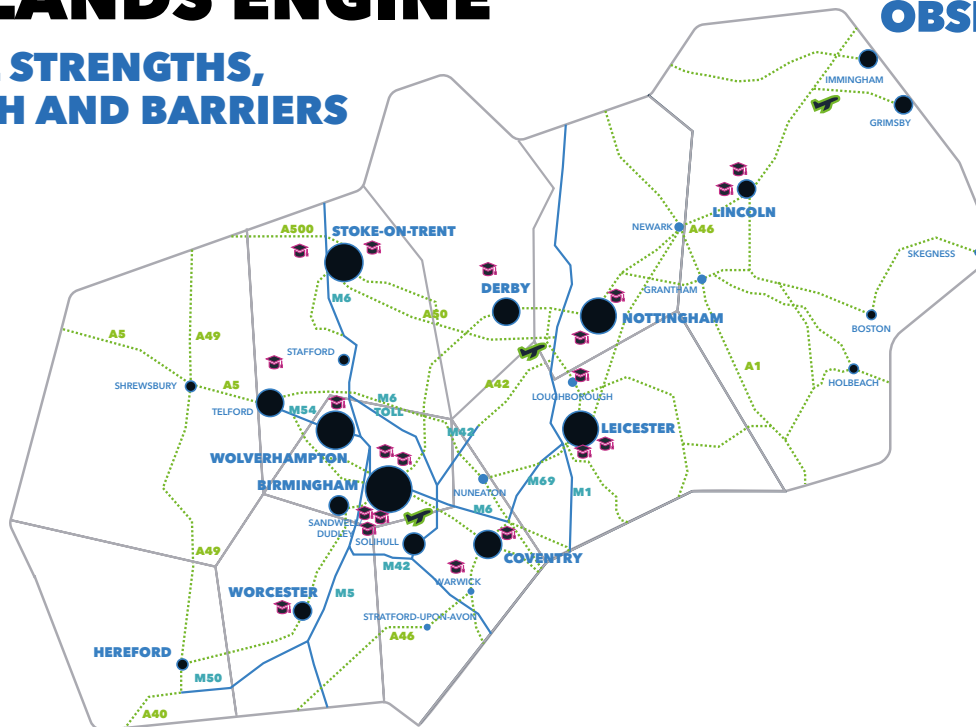 LANDS ENGINE
OBSE
STRENGTHS,
H AND BARRIERS
IMMINGHAM
GRIMSBY
LINCOLN
NEWARK
A46
A500
STOKE-ON-TRENT
SKEGNESS
DERBY
GRANTHAM
M6
A50
NOTTINGHAM
BOSTON
A5
A49
STAFFORD
A1
SHREWSBURY
A5
A42
HOLBEACH
LOUGHBOROUGH
TELFORD
M54
M6
TOLL
M42
LEICESTER
WOLVERHAMPTON
BIRMINGHAM
NUNEATON
M69
M1
M6
SANDWELL
DUDLEY
SOLIHULL
COVENTRY
A49
M42
WARWICK
WORCESTER
M5
STRATFORD-UPON-AVON
A46
HEREFORD
M50
A40